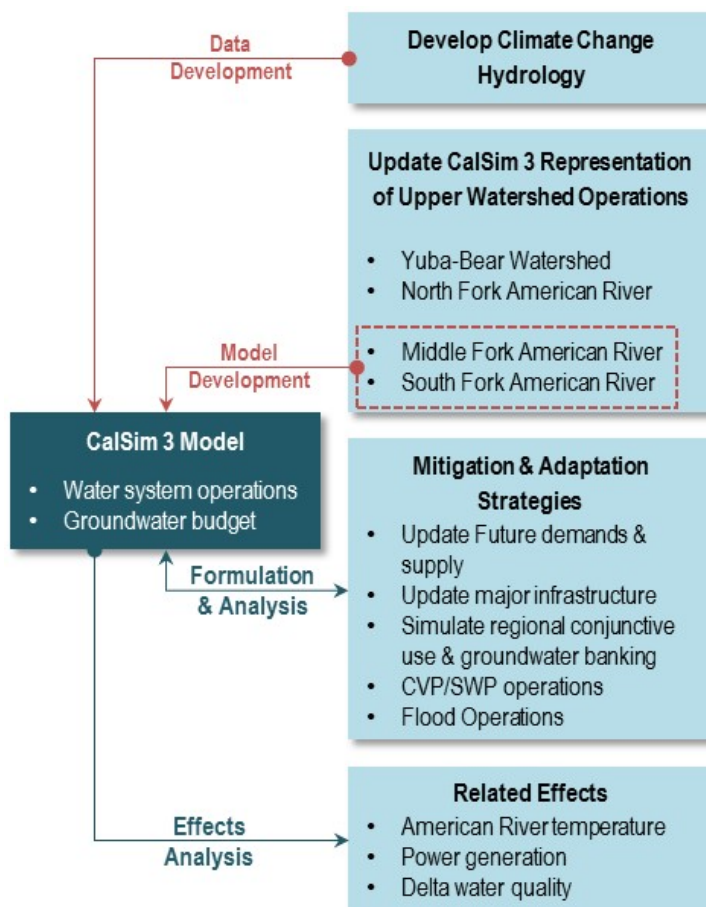 Data
Development
Develop Climate Change
Hydrology
Update CalSim 3 Representation
of Upper Watershed Operations
• Yuba-Bear Watershed
• North Fork American River
• Middle Fork American River
• South Fork American River
Model
Development
CalSim 3 Model
• Water system operations
• Groundwater budget
Formulation
& Analysis
Mitigation & Adaptation
Strategies
• Update Future demands &
supply
• Update major infrastructure
• Simulate regional conjunctive
use & groundwater banking
• CVP/SWP operations
• Flood Operations
Effects
Analysis
Related Effects
• American River temperature
• Power generation
• Delta water quality